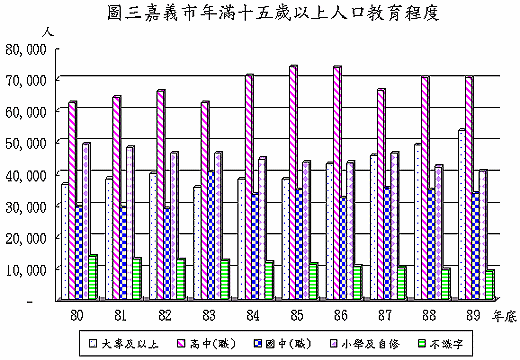 圖三嘉義市年滿十五歲以上人口教育程度
人
80,000
70,000
60,000
50,000
40,000
30,000
20,000
10,000
-
80 81 82 83 84 85 86 87 88 89 年底
大專及以上 高中(職) 國中(職) 小學及自修 不識字